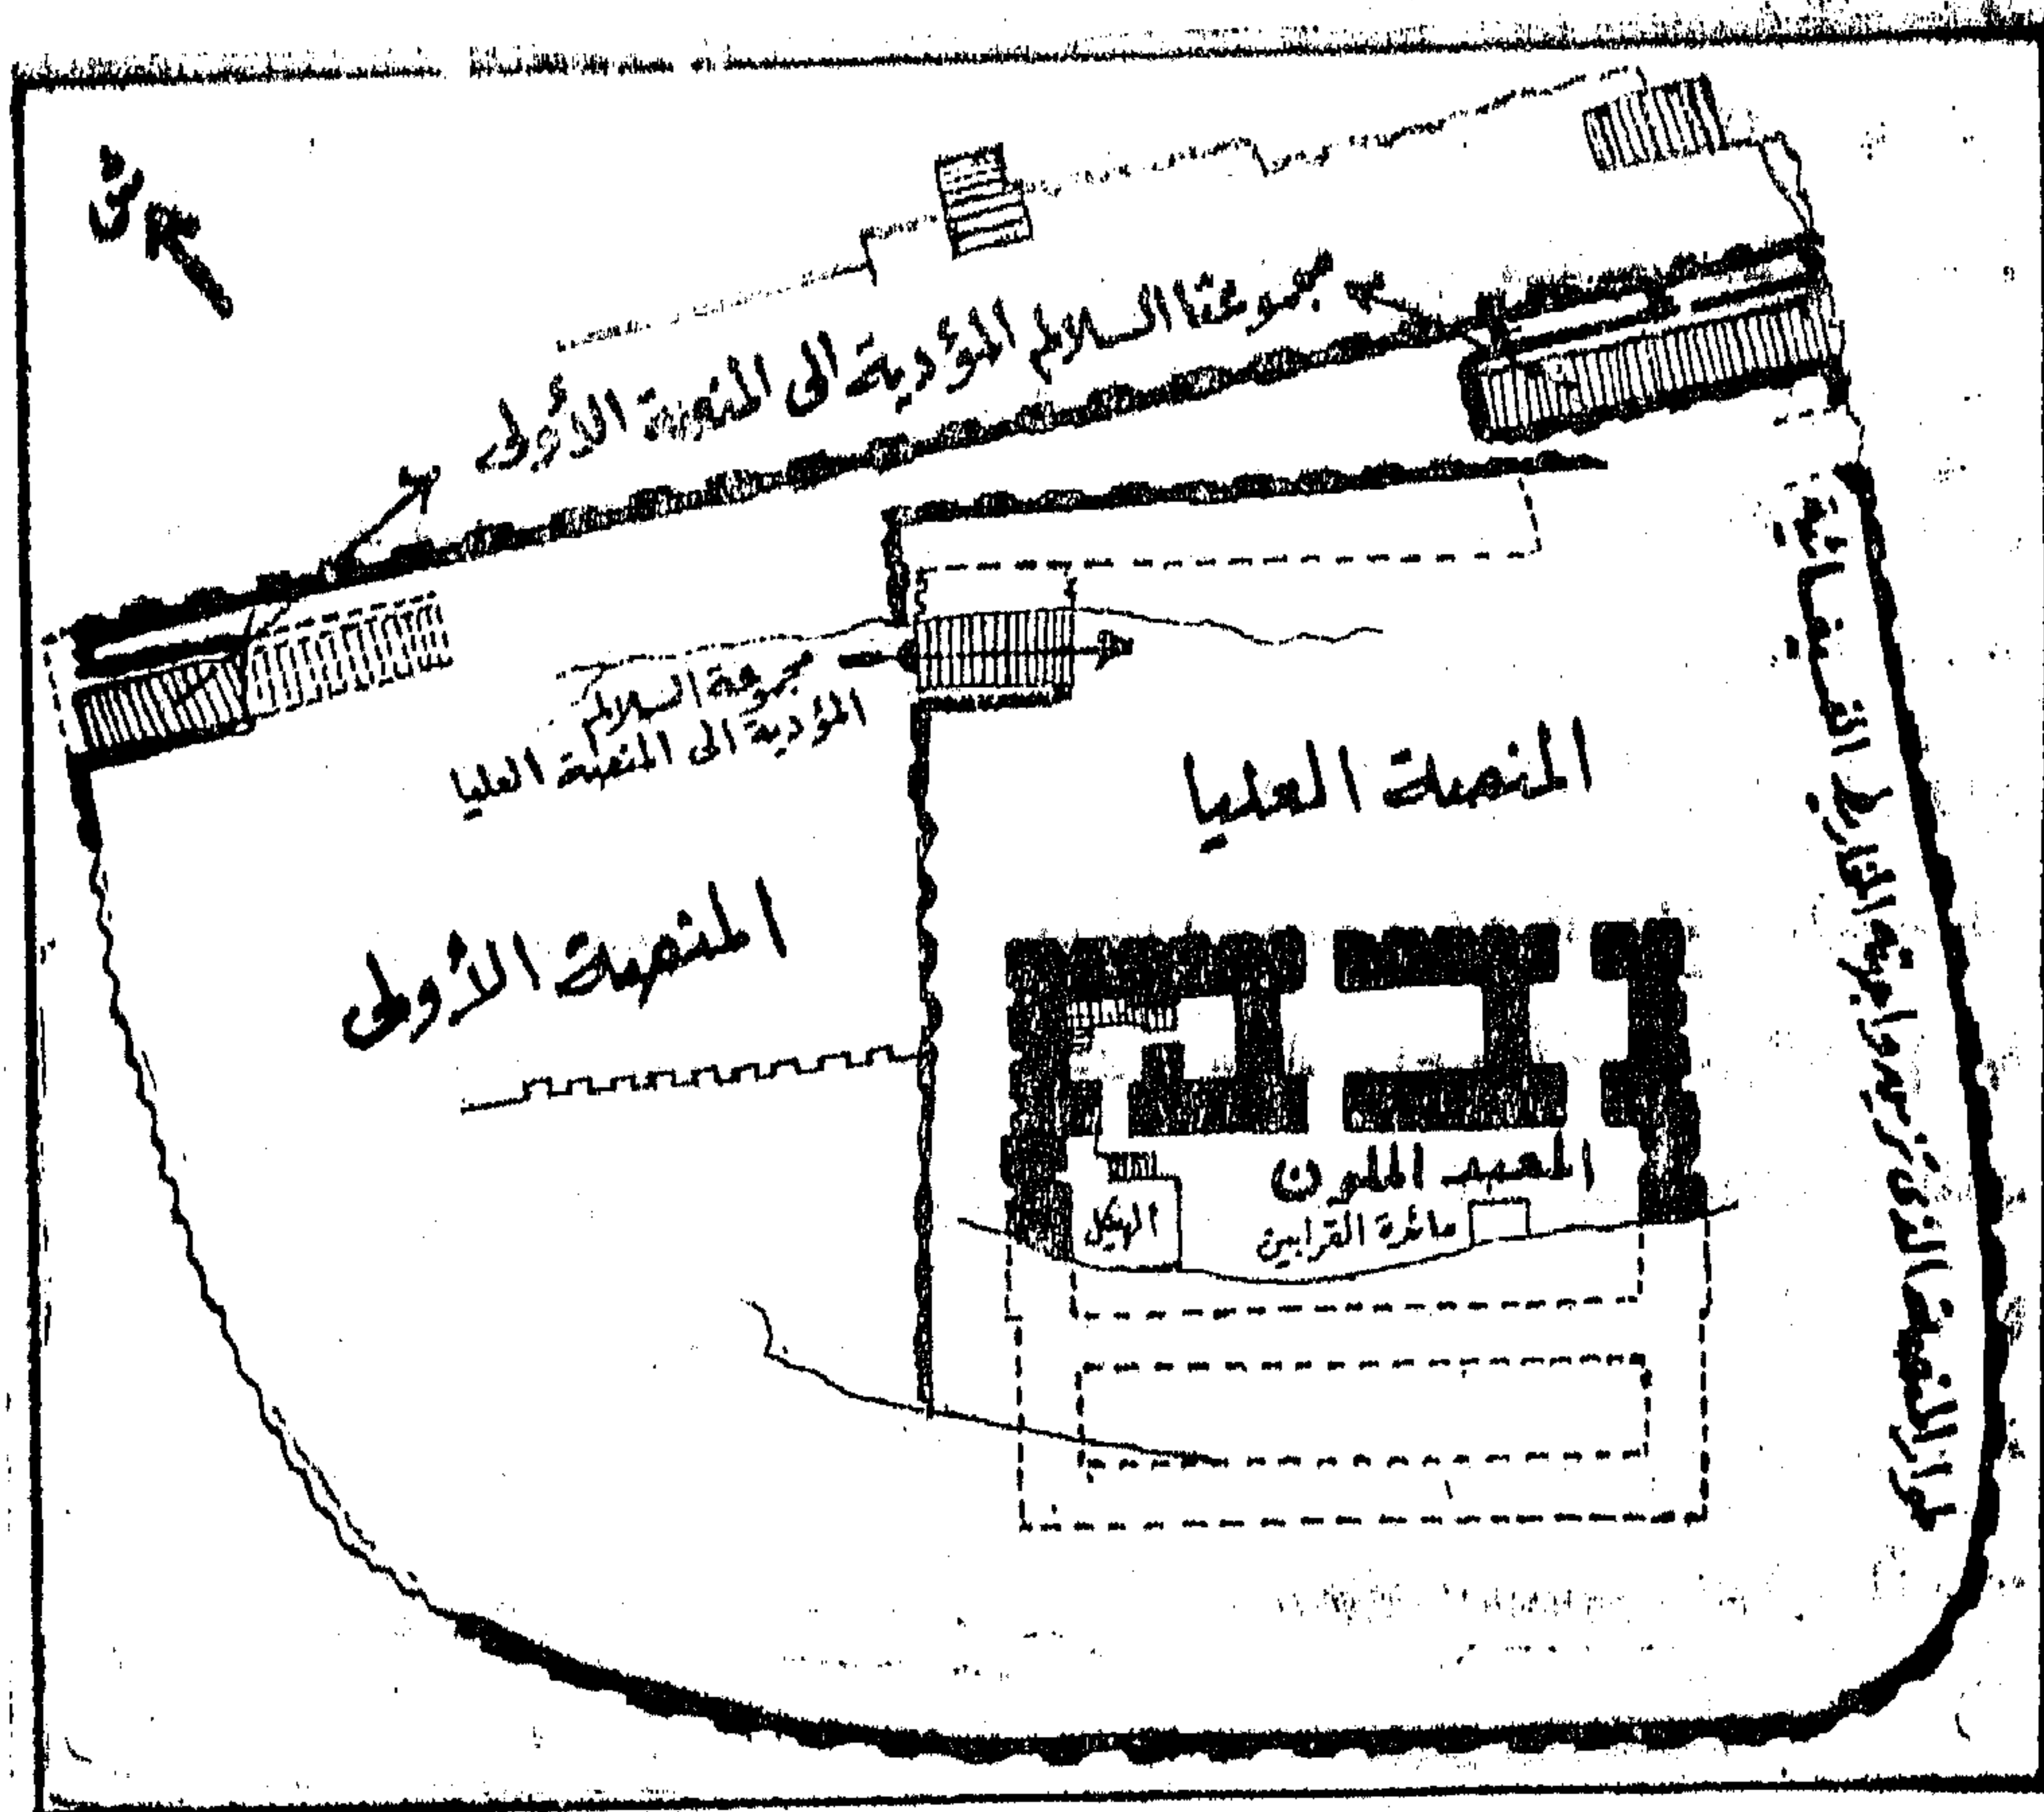 ش
مجموعتا السلالم المؤدية الى المنصة الأولى
مجموعة السلالم
المؤدية الى المنصة العليا
المنصة العليا
المنصة الأولى
المعبد الملون
مائدة القرابين
الهيكل